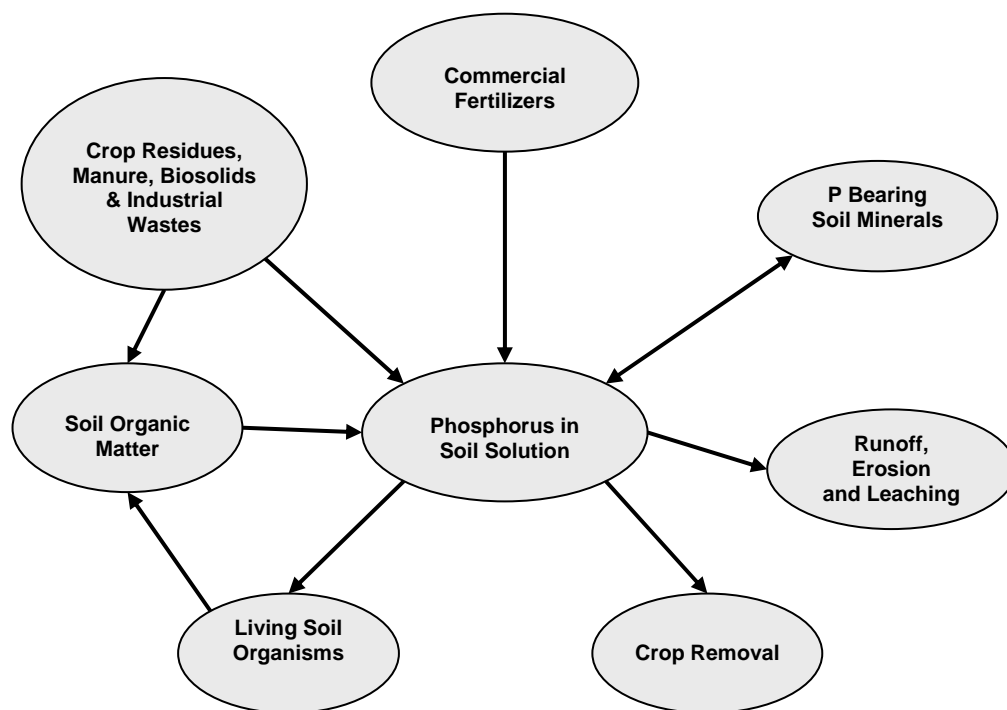 Commercial
Fertilizers
Crop Residues,
Manure, Biosolids
& Industrial
Wastes
P Bearing
Soil Minerals
Soil Organic
Matter
Phosphorus in
Soil Solution
Runoff,
Erosion
and Leaching
Living Soil
Organisms
Crop Removal